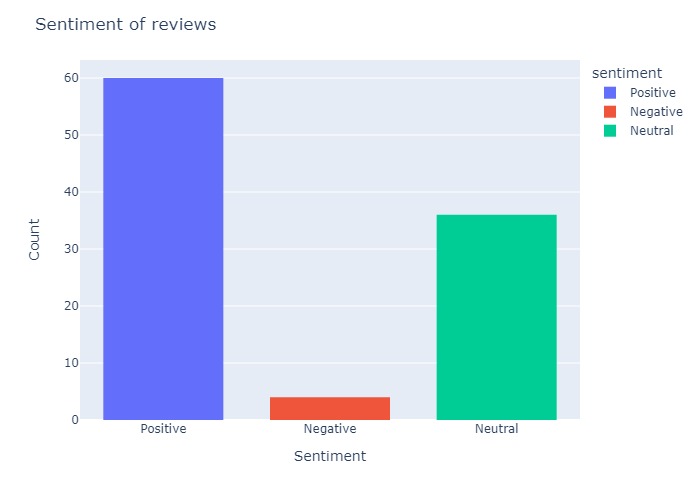 Sentiment of reviews
sentiment
Positive
Negative
Neutral
60
50
40
30
20
10
0
Count
Positive
Negative
Neutral
Sentiment